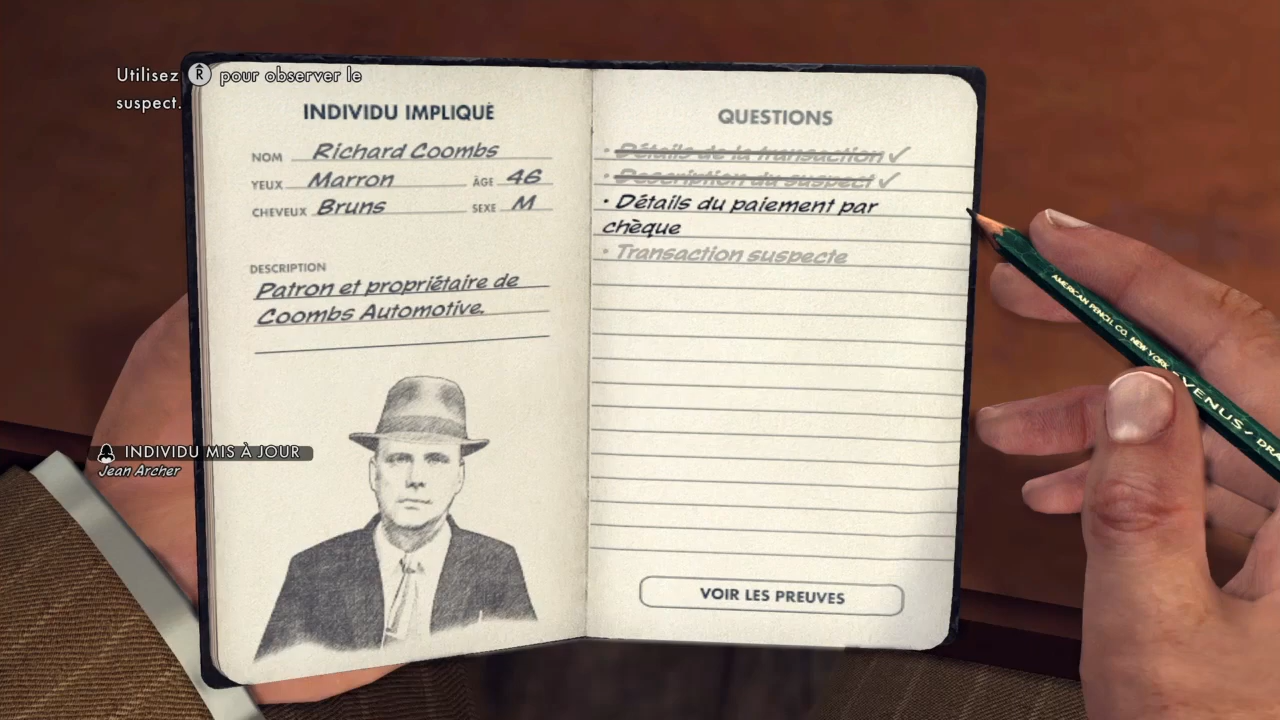 Utilisez R pour observer le
suspect.
INDIVIDU IMPLIQUÉ
NOM Richard Coombs
YEUX Marron ÂGE 46
CHEVEUX Bruns SEXE M
DESCRIPTION
Patron et propriétaire de
Coombs Automotive.
INDIVIDU MIS À JOUR
Jean Archer
QUESTIONS
· Détails de la transaction ✓
· Description du suspect ✓
· Détails du paiement par
chèque
· Transaction suspecte
VOIR LES PREUVES
AMERICAN PENCIL CO. NEW YORK VENUS DRA